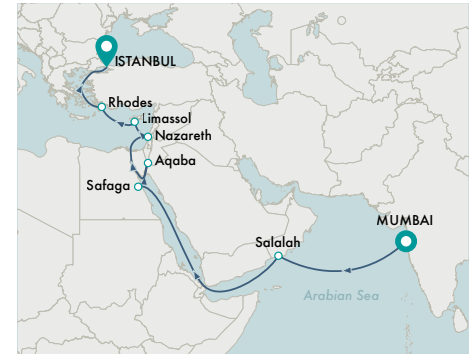 ISTANBUL
Rhodes
Limassol
Nazareth
Aqaba
Safaga
MUMBAI
Salalah
Arabian Sea